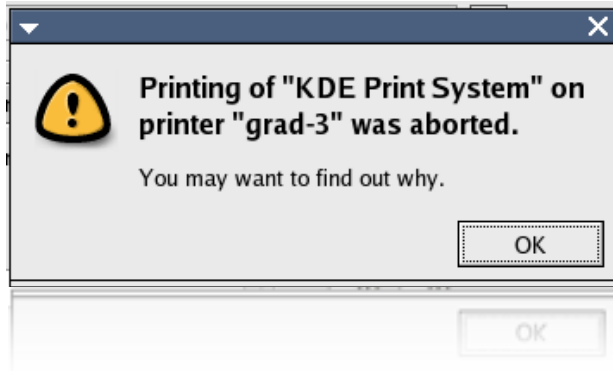 Printing of "KDE Print System" on
printer "grad-3" was aborted.
You may want to find out why.
OK
OK